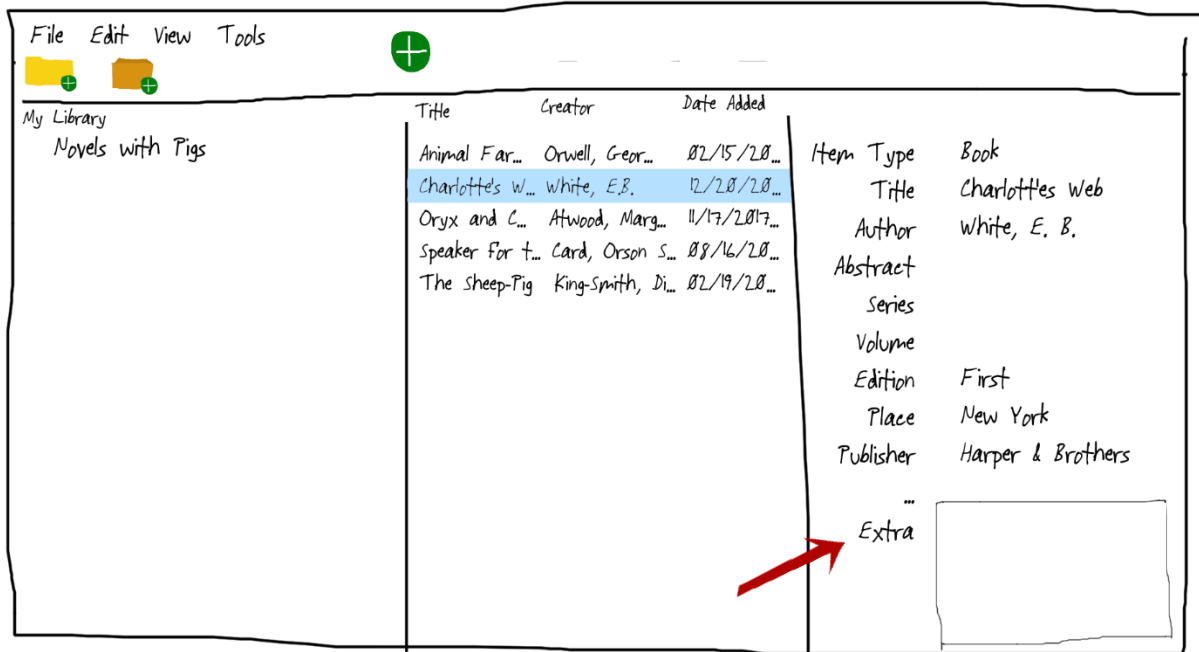 File Edit View Tools
My Library
Novels with Pigs
Title Creator Date Added
Animal Far... Orwell, Geor... 02/15/20...
Charlotte's W... White, E.B. 12/20/20...
Oryx and C... Atwood, Marg... 11/17/2017...
Speaker for t... Card, Orson S... 08/16/20...
The Sheep-Pig King-Smith, Di... 02/19/20...
Item Type Book
Title Charlott'es Web
Author White, E. B.
Abstract
Series
Volume
Edition First
Place New York
Publisher Harper & Brothers
...
Extra